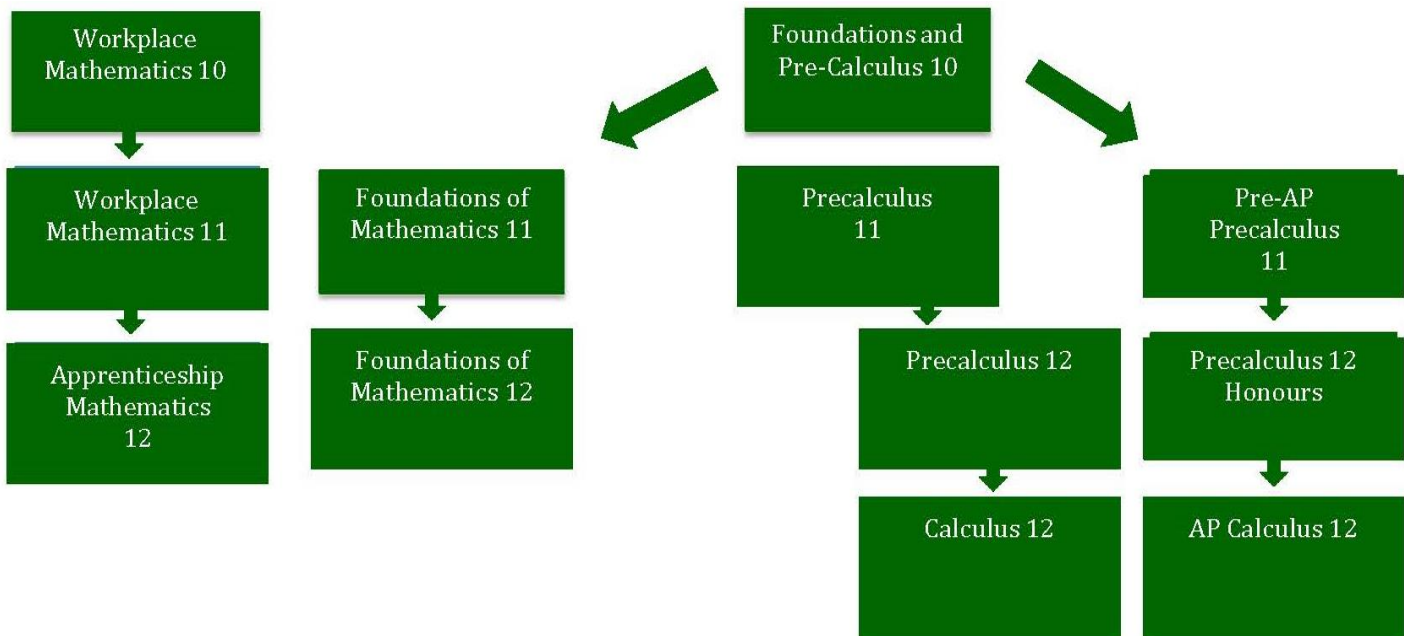 Workplace
Mathematics 10
Foundations and
Pre-Calculus 10
Workplace
Mathematics 11
Foundations of
Mathematics 11
Precalculus
11
Pre-AP
Precalculus
11
Apprenticeship
Mathematics
12
Foundations of
Mathematics 12
Precalculus 12
Precalculus 12
Honours
Calculus 12
AP Calculus 12